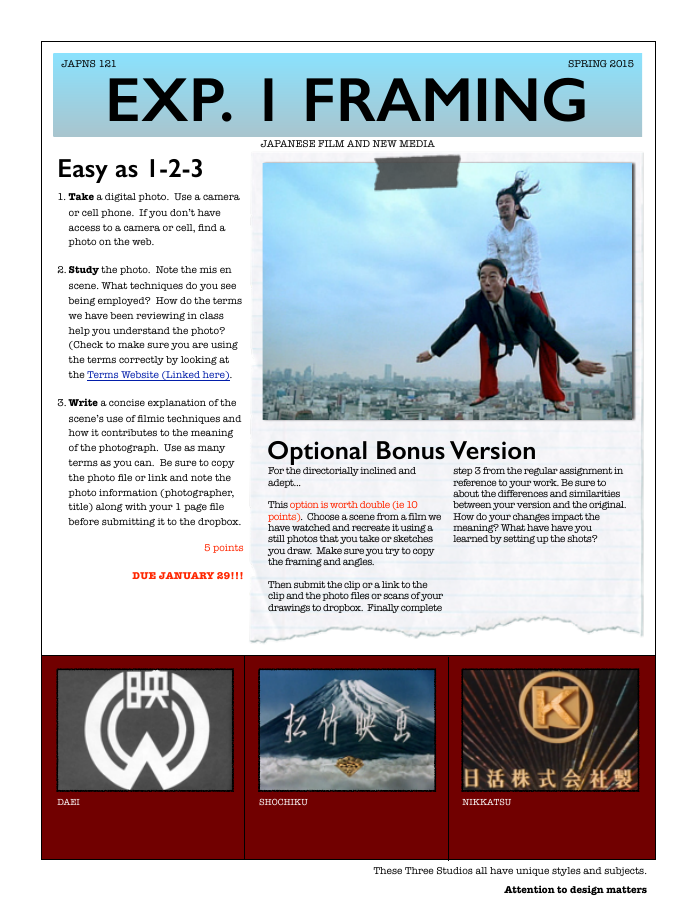 JAPNS 121
SPRING 2015
EXP. 1 FRAMING
JAPANESE FILM AND NEW MEDIA
Easy as 1-2-3
1. Take a digital photo. Use a camera
or cell phone. If you don't have
access to a camera or cell, find a
photo on the web.
2. Study the photo. Note the mis en
scene. What techniques do you see
being employed? How do the terms
we have been reviewing in class
help you understand the photo?
(Check to make sure you are using
the terms correctly by looking at
the Terms Website (Linked here).
3. Write a concise explanation of the
scene's use of filmic techniques and
how it contributes to the meaning
of the photograph. Use as many
terms as you can. Be sure to copy
the photo file or link and note the
photo information (photographer,
title) along with your 1 page file
before submitting it to the dropbox.
5 points
DUE JANUARY 29!!!
Optional Bonus Version
For the directorially inclined and
adept...
This option is worth double (ie 10
points). Choose a scene from a film we
have watched and recreate it using a
still photos that you take or sketches
you draw. Make sure you try to copy
the framing and angles.
Then submit the clip or a link to the
clip and the photo files or scans of your
drawings to dropbox. Finally complete
step 3 from the regular assignment in
reference to your work. Be sure to
about the differences and similarities
between your version and the original.
How do your changes impact the
meaning? What have have you
learned by setting up the shots?
映
松竹映画
K
日活株式会社製
DAEI
SHOCHIKU
NIKKATSU
These Three Studios all have unique styles and subjects.
Attention to design matters